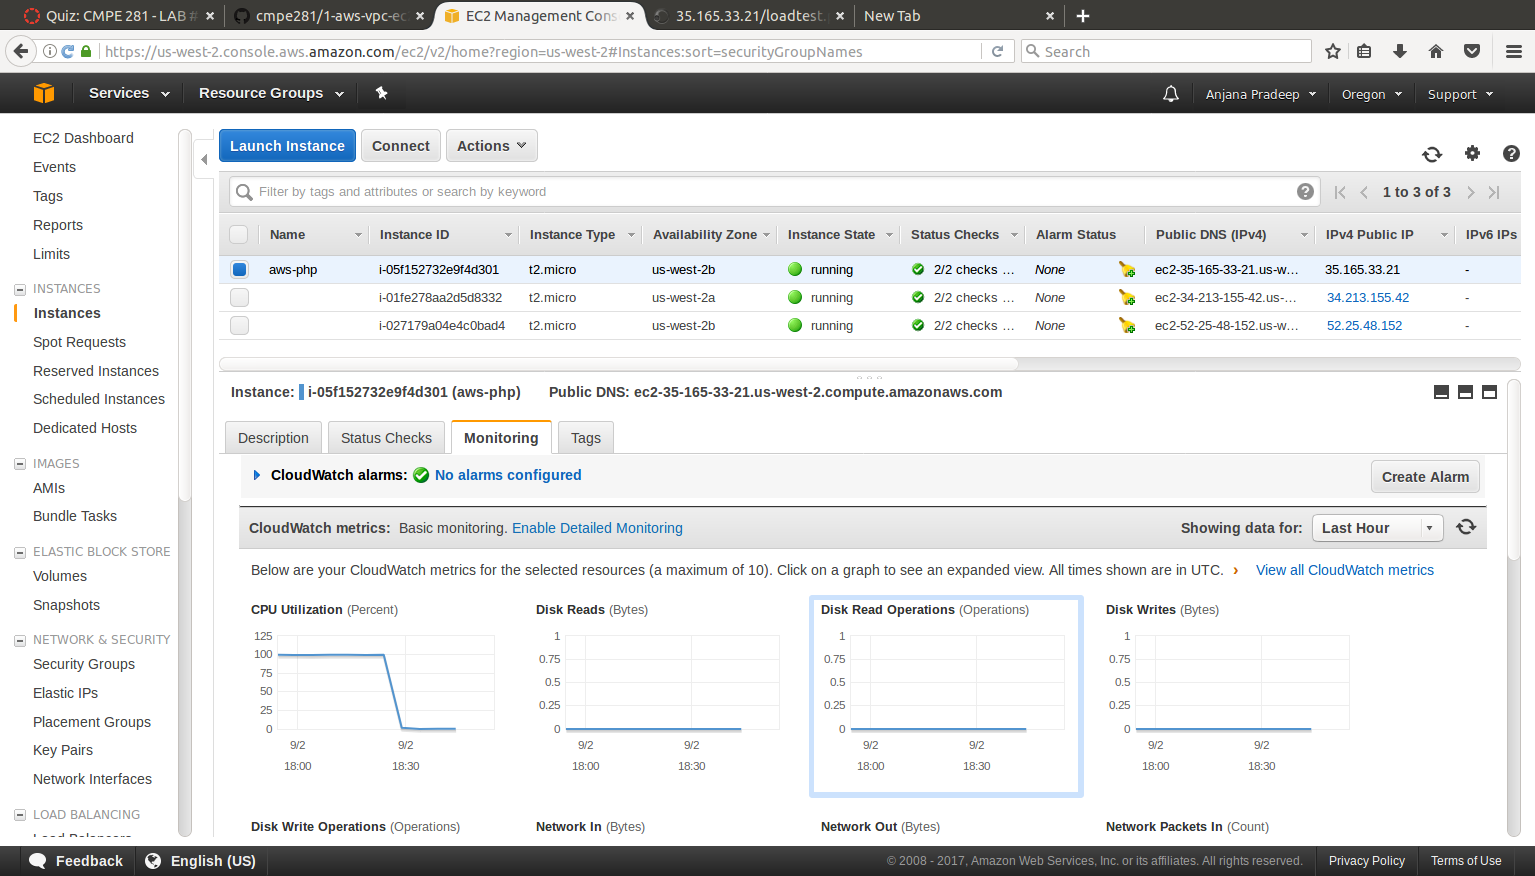 Quiz: CMPE 281 - LAB #
cmpe281/1-aws-vpc-ec
EC2 Management Cons
35.165.33.21/loadtest.
New Tab
https://us-west-2.console.aws.amazon.com/ec2/v2/home?region=us-west-2#Instances:sort=securityGroupNames
Search
Services
Resource Groups
Anjana Pradeep
Oregon
Support
EC2 Dashboard
Events
Tags
Reports
Limits
INSTANCES
Instances
Spot Requests
Reserved Instances
Scheduled Instances
Dedicated Hosts
IMAGES
AMIs
Bundle Tasks
ELASTIC BLOCK STORE
Volumes
Snapshots
NETWORK & SECURITY
Security Groups
Elastic IPs
Placement Groups
Key Pairs
Network Interfaces
LOAD BALANCING
Load Balancers
Launch Instance Connect Actions
Filter by tags and attributes or search by keyword
1 to 3 of 3
Name Instance ID Instance Type Availability Zone Instance State Status Checks Alarm Status Public DNS (IPv4) IPv4 Public IP IPv6 IPs
aws-php i-05f152732e9f4d301 t2.micro us-west-2b running 2/2 checks ... None ec2-35-165-33-21.us-w... 35.165.33.21 -
i-01fe278aa2d5d8332 t2.micro us-west-2a running 2/2 checks ... None ec2-34-213-155-42.us-... 34.213.155.42 -
i-027179a04e4c0bad4 t2.micro us-west-2b running 2/2 checks ... None ec2-52-25-48-152.us-w... 52.25.48.152 -
Instance: i-05f152732e9f4d301 (aws-php) Public DNS: ec2-35-165-33-21.us-west-2.compute.amazonaws.com
Description Status Checks Monitoring Tags
CloudWatch alarms: No alarms configured
Create Alarm
CloudWatch metrics: Basic monitoring. Enable Detailed Monitoring
Showing data for: Last Hour
Below are your CloudWatch metrics for the selected resources (a maximum of 10). Click on a graph to see an expanded view. All times shown are in UTC. › View all CloudWatch metrics
CPU Utilization (Percent)
125
100
75
50
25
0
9/2 9/2
18:00 18:30
Disk Reads (Bytes)
1
0.75
0.5
0.25
0
9/2 9/2
18:00 18:30
Disk Read Operations (Operations)
1
0.75
0.5
0.25
0
9/2 9/2
18:00 18:30
Disk Writes (Bytes)
1
0.75
0.5
0.25
0
9/2 9/2
18:00 18:30
Disk Write Operations (Operations)
Network In (Bytes)
Network Out (Bytes)
Network Packets In (Count)
Feedback
English (US)
© 2008 - 2017, Amazon Web Services, Inc. or its affiliates. All rights reserved.
Privacy Policy
Terms of Use